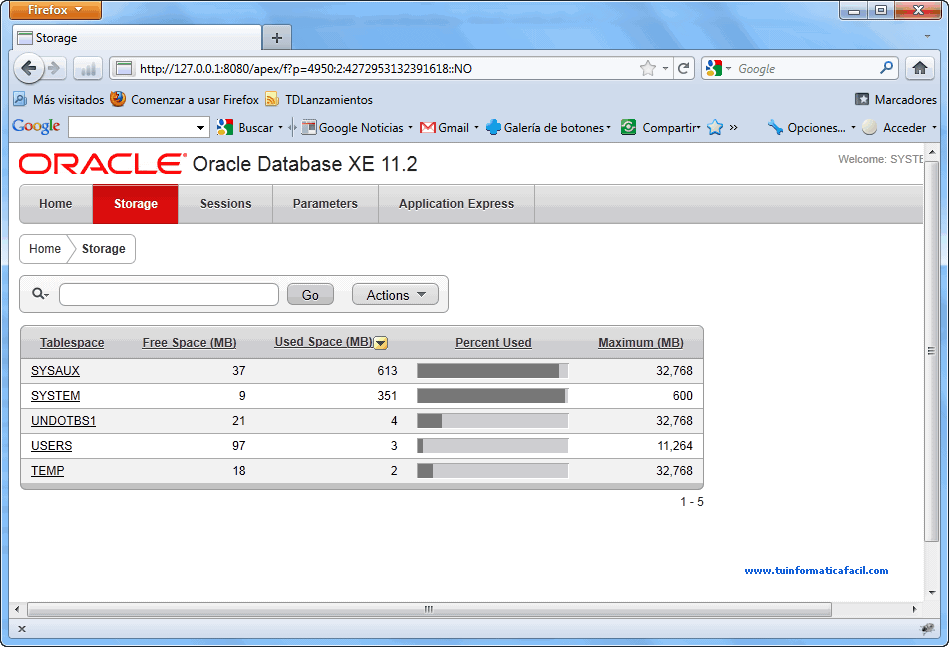 Firefox
Storage
http://127.0.0.1:8080/apex/f?p=4950:2:4272953132391618::NO
Google
Más visitados Comenzar a usar Firefox TDLanzamientos Marcadores
Google Buscar Google Noticias Gmail Galería de botones Compartir » Opciones... Acceder
ORACLE® Oracle Database XE 11.2 Welcome: SYSTE
Home Storage Sessions Parameters Application Express
Home Storage
Go Actions
Tablespace Free Space (MB) Used Space (MB) Percent Used Maximum (MB)
SYSAUX 37 613 32,768
SYSTEM 9 351 600
UNDOTBS1 21 4 32,768
USERS 97 3 11,264
TEMP 18 2 32,768
1 - 5
www.tuinformaticafacil.com